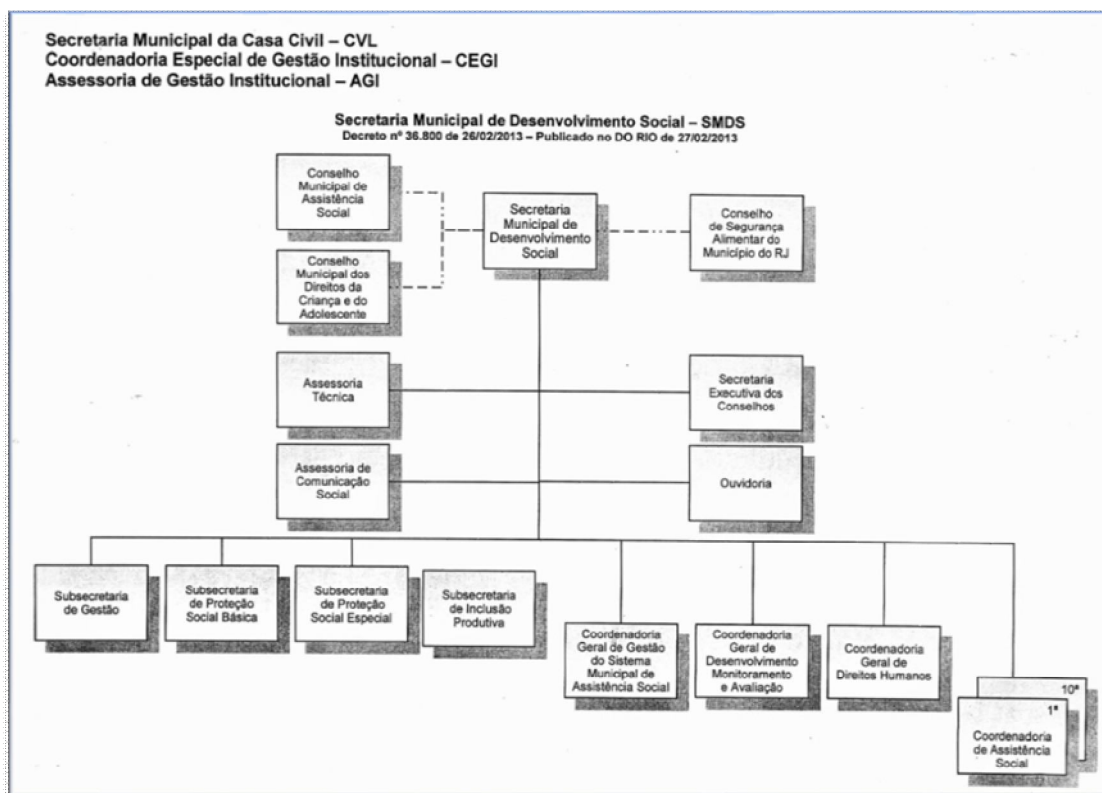 Secretaria Municipal da Casa Civil – CVL
Coordenadoria Especial de Gestão Institucional – CEGI
Assessoria de Gestão Institucional – AGI
Secretaria Municipal de Desenvolvimento Social – SMDS
Decreto nº 36.800 de 26/02/2013 – Publicado no DO RIO de 27/02/2013
Conselho
Municipal de
Assistência
Social
Secretaria
Municipal de
Desenvolvimento
Social
Conselho
de Segurança
Alimentar do
Município do RJ
Conselho
Municipal dos
Direitos da
Criança e do
Adolescente
Assessoria
Técnica
Secretaria
Executiva dos
Conselhos
Assessoria de
Comunicação
Social
Ouvidoria
Subsecretaria
de Gestão
Subsecretaria
de Proteção
Social Básica
Subsecretaria
de Proteção
Social Especial
Subsecretaria
de Inclusão
Produtiva
Coordenadoria
Geral de Gestão
do Sistema
Municipal de
Assistência Social
Coordenadoria
Geral de
Desenvolvimento
Monitoramento
e Avaliação
Coordenadoria
Geral de
Direitos Humanos
10ª
1ª
Coordenadoria
de Assistência
Social